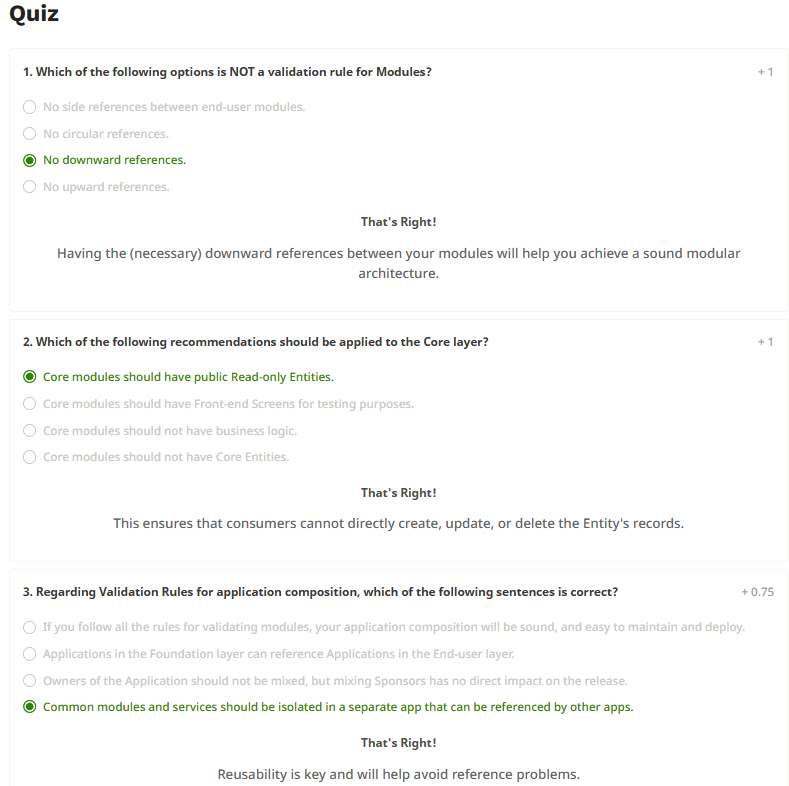 Quiz
1. Which of the following options is NOT a validation rule for Modules? + 1
No side references between end-user modules.
No circular references.
No downward references.
No upward references.
That's Right!
Having the (necessary) downward references between your modules will help you achieve a sound modular
architecture.
2. Which of the following recommendations should be applied to the Core layer? + 1
Core modules should have public Read-only Entities.
Core modules should have Front-end Screens for testing purposes.
Core modules should not have business logic.
Core modules should not have Core Entities.
That's Right!
This ensures that consumers cannot directly create, update, or delete the Entity's records.
3. Regarding Validation Rules for application composition, which of the following sentences is correct? + 0.75
If you follow all the rules for validating modules, your application composition will be sound, and easy to maintain and deploy.
Applications in the Foundation layer can reference Applications in the End-user layer.
Owners of the Application should not be mixed, but mixing Sponsors has no direct impact on the release.
Common modules and services should be isolated in a separate app that can be referenced by other apps.
That's Right!
Reusability is key and will help avoid reference problems.